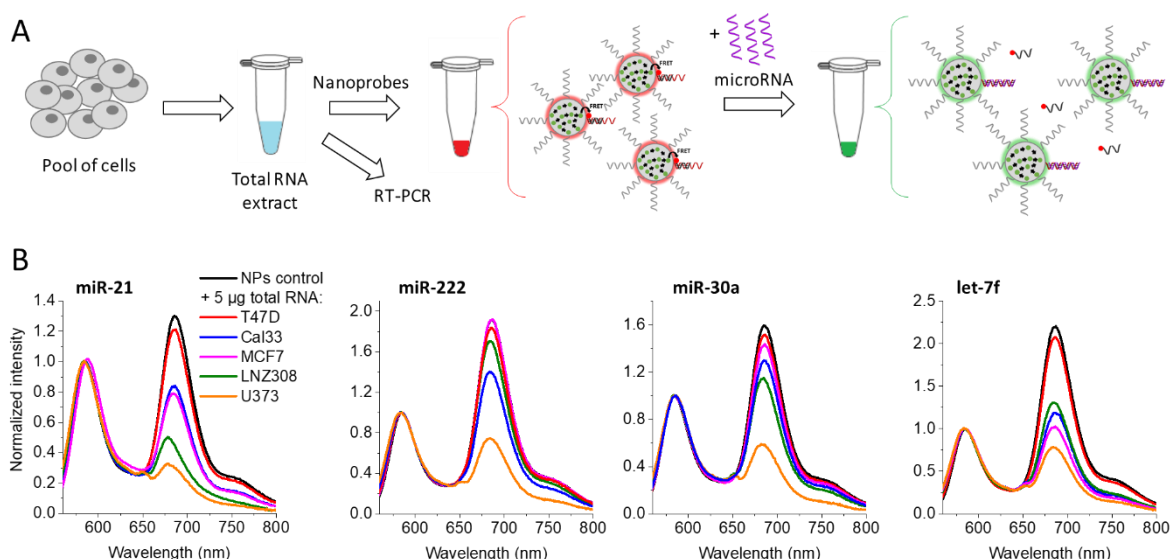 A
Pool of cells
Total RNA
extract
Nanoprobes
RT-PCR
FRET
FRET
FRET
+
microRNA
B
miR-21
NPs control
+ 5 µg total RNA:
T47D
Cal33
MCF7
LNZ308
U373
Normalized intensity
1.4
1.2
1.0
0.8
0.6
0.4
0.2
0.0
600
650
700
750
800
Wavelength (nm)
miR-222
2.0
1.6
1.2
0.8
0.4
0.0
600
650
700
750
800
Wavelength (nm)
miR-30a
1.6
1.2
0.8
0.4
0.0
600
650
700
750
800
Wavelength (nm)
let-7f
2.5
2.0
1.5
1.0
0.5
0.0
600
650
700
750
800
Wavelength (nm)